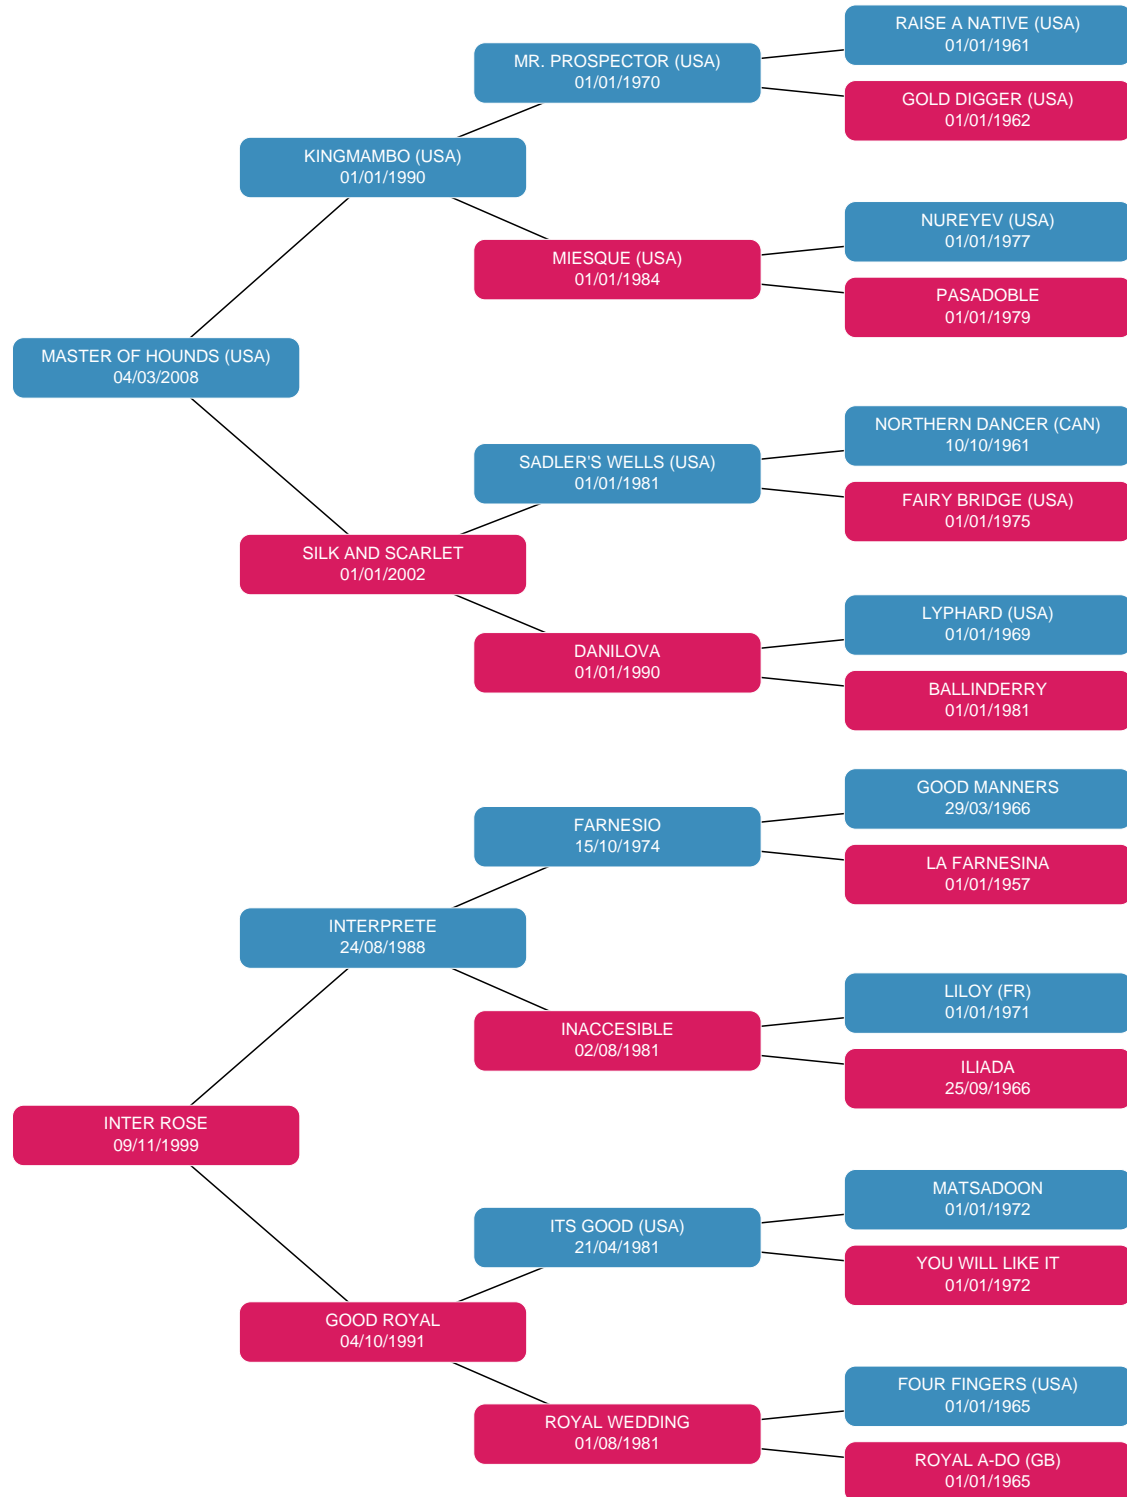 RAISE A NATIVE (USA)
01/01/1961
MR. PROSPECTOR (USA)
01/01/1970
GOLD DIGGER (USA)
01/01/1962
KINGMAMBO (USA)
01/01/1990
NUREYEV (USA)
01/01/1977
MIESQUE (USA)
01/01/1984
PASADOBLE
01/01/1979
MASTER OF HOUNDS (USA)
04/03/2008
NORTHERN DANCER (CAN)
10/10/1961
SADLER'S WELLS (USA)
01/01/1981
FAIRY BRIDGE (USA)
01/01/1975
SILK AND SCARLET
01/01/2002
LYPHARD (USA)
01/01/1969
DANILOVA
01/01/1990
BALLINDERRY
01/01/1981
GOOD MANNERS
29/03/1966
FARNESIO
15/10/1974
LA FARNESINA
01/01/1957
INTERPRETE
24/08/1988
LILOY (FR)
01/01/1971
INACCESIBLE
02/08/1981
ILIADA
25/09/1966
INTER ROSE
09/11/1999
MATSADOON
01/01/1972
ITS GOOD (USA)
21/04/1981
YOU WILL LIKE IT
01/01/1972
GOOD ROYAL
04/10/1991
FOUR FINGERS (USA)
01/01/1965
ROYAL WEDDING
01/08/1981
ROYAL A-DO (GB)
01/01/1965